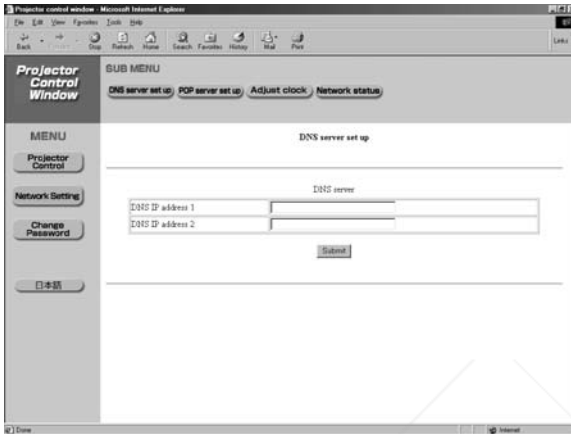 Projector control window - Microsoft Internet Explorer
File Edit View Favorites Tools Help
Back Stop Refresh Home Search Favorites History Mail Print
Links
Projector
Control
Window
SUB MENU
DNS server set up POP server set up Adjust clock Network status
MENU
Projector
Control
Network Setting
Change
Password
日本語
DNS server set up
DNS server
DNS IP address 1
DNS IP address 2
Submit
Done
Internet